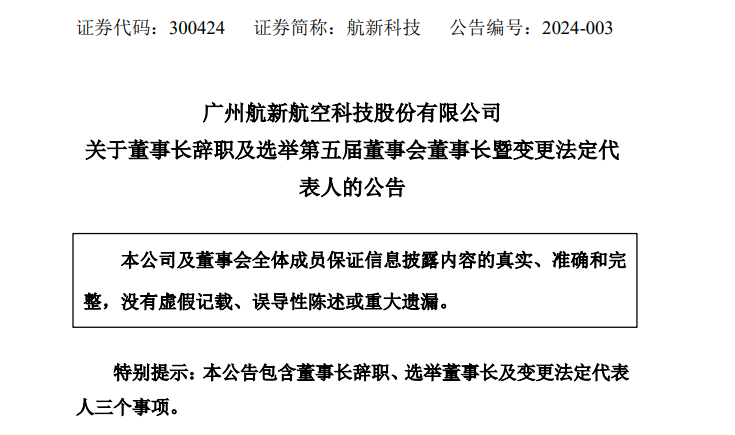 证券代码：300424 证券简称：航新科技 公告编号：2024-003
广州航新航空科技股份有限公司
关于董事长辞职及选举第五届董事会董事长暨变更法定代
表人的公告
本公司及董事会全体成员保证信息披露内容的真实、准确和完
整，没有虚假记载、误导性陈述或重大遗漏。
特别提示：本公告包含董事长辞职、选举董事长及变更法定代表
人三个事项。